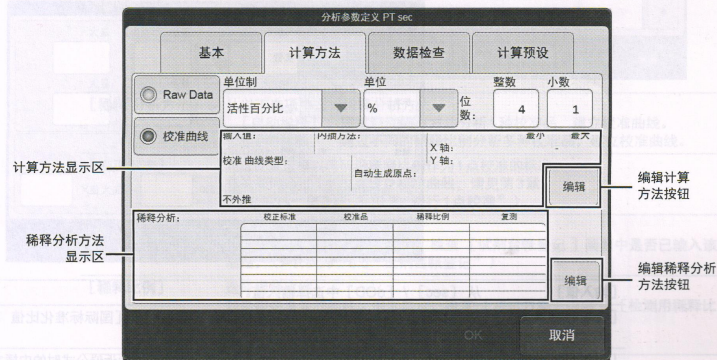 分析参数定义 PT sec
基本
计算方法
数据检查
计算预设
单位制
单位
整数
小数
Raw Data
活性百分比
%
位数:
4
1
校准曲线
输入值:
内插方法:
最小
最大
X 轴:
-
校准 曲线类型:
Y 轴:
自动生成原点:
不外推
编辑
计算方法显示区
编辑计算
方法按钮
稀释分析:
校正标准
校准品
稀释比例
复测
稀释分析方法
显示区
编辑
编辑稀释分析
方法按钮
OK
取消